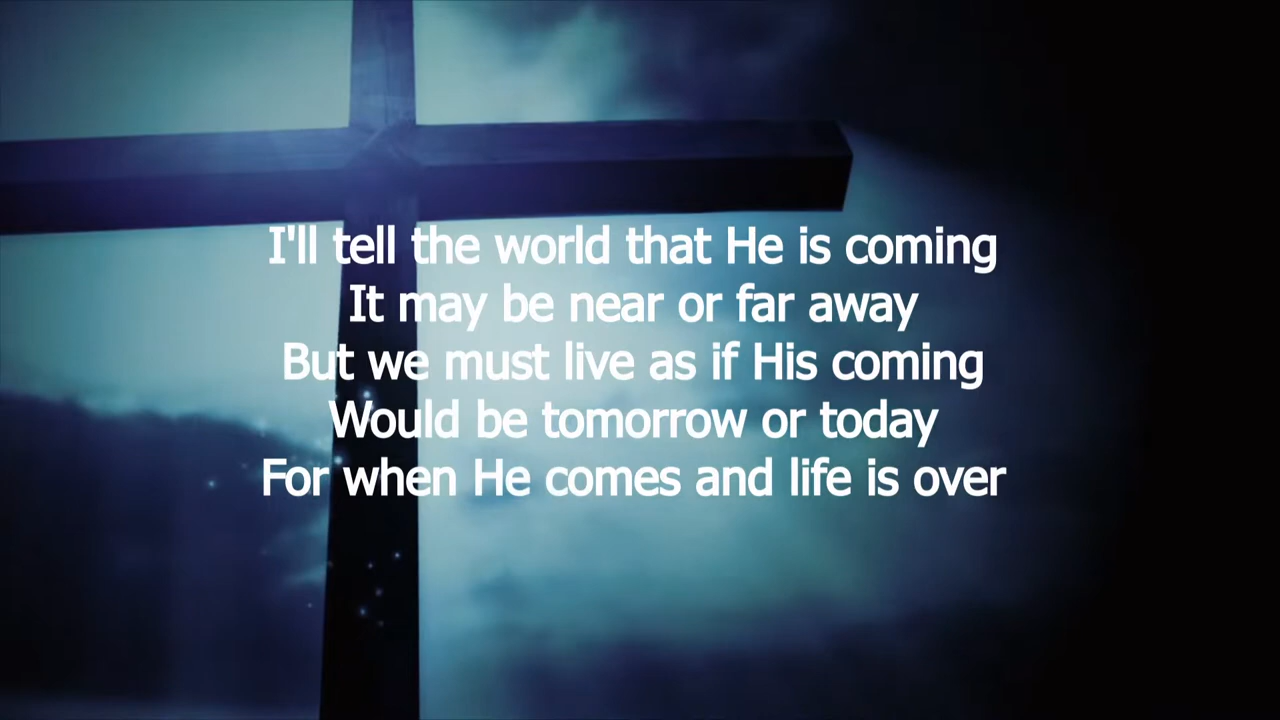 I'll tell the world that He is coming
It may be near or far away
But we must live as if His coming
Would be tomorrow or today
For when He comes and life is over